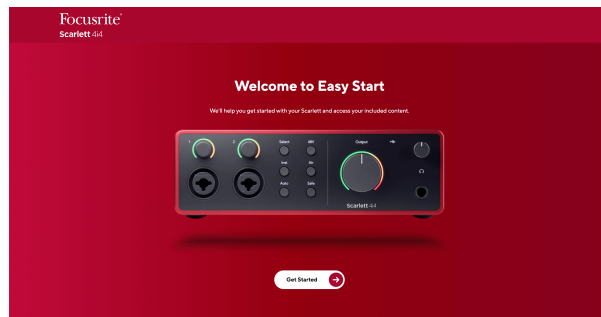 Focusrite®
Scarlett 4i4
Welcome to Easy Start
We'll help you get started with your Scarlett and access your included content.
1 2 Select 48V Output
Inst Air
Auto Safe
Scarlett 4i4
Get Started